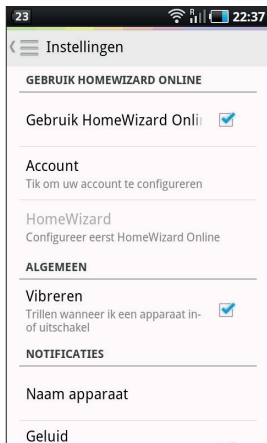 23 R 22:37
Instellingen
GEBRUIK HOMEWIZARD ONLINE
Gebruik HomeWizard Onli
Account
Tik om uw account te configureren
HomeWizard
Configureer eerst HomeWizard Online
ALGEMEEN
Vibreren
Trillen wanneer ik een apparaat in-
of uitschakel
NOTIFICATIES
Naam apparaat
Geluid